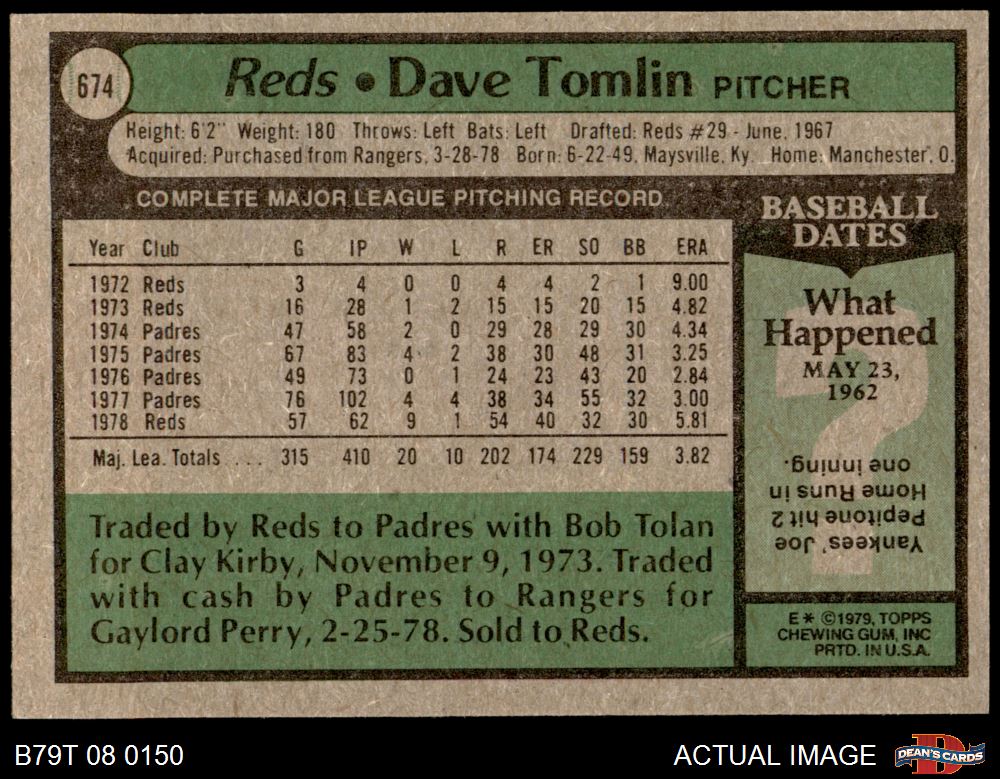 674
Reds • Dave Tomlin PITCHER
Height: 6'2" Weight: 180 Throws: Left Bats: Left Drafted: Reds #29 - June, 1967
Acquired: Purchased from Rangers, 3-28-78 Born: 6-22-49, Maysville, Ky. Home: Manchester, O.
COMPLETE MAJOR LEAGUE PITCHING RECORD
Year Club G IP W L R ER SO BB ERA
1972 Reds 3 4 0 0 4 4 2 1 9.00
1973 Reds 16 28 1 2 15 15 20 15 4.82
1974 Padres 47 58 2 0 29 28 29 30 4.34
1975 Padres 67 83 4 2 38 30 48 31 3.25
1976 Padres 49 73 0 1 24 23 43 20 2.84
1977 Padres 76 102 4 4 38 34 55 32 3.00
1978 Reds 57 62 9 1 54 40 32 30 5.81
Maj. Lea. Totals .... 315 410 20 10 202 174 229 159 3.82
Traded by Reds to Padres with Bob Tolan
for Clay Kirby, November 9, 1973. Traded
with cash by Padres to Rangers for
Gaylord Perry, 2-25-78. Sold to Reds.
BASEBALL
DATES
What
Happened
MAY 23,
1962
Yankees' Joe
Pepitone hit 2
Home Runs in
one inning.
E* ©1979, TOPPS
CHEWING GUM, INC
PRTD. IN U.S.A.
B79T 08 0150
ACTUAL IMAGE
DEAN'S CARDS